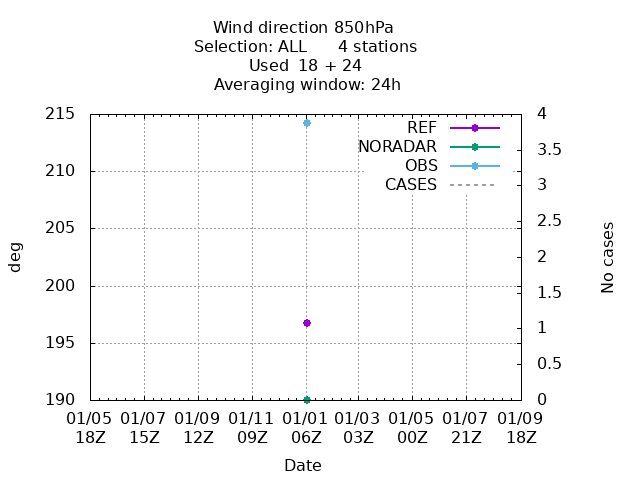 Wind direction 850hPa
Selection: ALL 4 stations
Used 18 + 24
Averaging window: 24h
215
210
205
200
195
190
deg
4
3.5
3
2.5
2
1.5
1
0.5
0
No cases
REF
NORADAR
OBS
CASES
01/05 01/07 01/09 01/11 01/01 01/03 01/05 01/07 01/09
18Z 15Z 12Z 09Z 06Z 03Z 00Z 21Z 18Z
Date